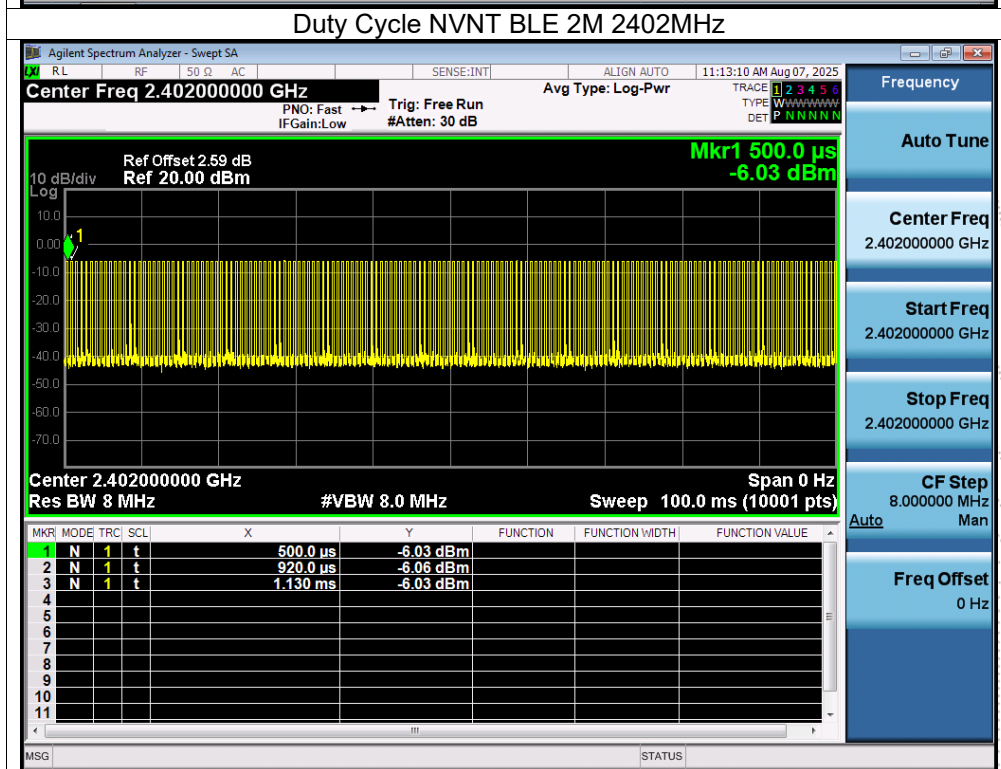 Duty Cycle NVNT BLE 2M 2402MHz
Agilent Spectrum Analyzer - Swept SA
LXI RL RF 50 Ω AC SENSE:INT ALIGN AUTO 11:13:10 AM Aug 07, 2025
Center Freq 2.402000000 GHz
PNO: Fast
IFGain:Low
Trig: Free Run
#Atten: 30 dB
Avg Type: Log-Pwr
TRACE 1 2 3 4 5 6
TYPE WWWWWWW
DET P N N N N N
Frequency
Auto Tune
Center Freq
2.402000000 GHz
Start Freq
2.402000000 GHz
Stop Freq
2.402000000 GHz
CF Step
8.000000 MHz
Auto Man
Freq Offset
0 Hz
Mkr1 500.0 µs
-6.03 dBm
Ref Offset 2.59 dB
10 dB/div Ref 20.00 dBm
Log
10.0
0.00
1
-10.0
-20.0
-30.0
-40.0
-50.0
-60.0
-70.0
Center 2.402000000 GHz Span 0 Hz
Res BW 8 MHz #VBW 8.0 MHz Sweep 100.0 ms (10001 pts)
MKR MODE TRC SCL X Y FUNCTION FUNCTION WIDTH FUNCTION VALUE
1 N 1 t 500.0 µs -6.03 dBm
2 N 1 t 920.0 µs -6.06 dBm
3 N 1 t 1.130 ms -6.03 dBm
4
5
6
7
8
9
10
11
MSG STATUS